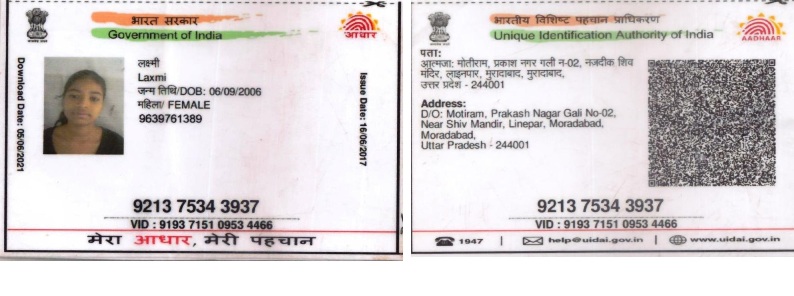 भारत सरकार
Government of India
आधार
Download Date: 05/06/2021
लक्ष्मी
Laxmi
जन्म तिथि/DOB: 06/09/2006
महिला/ FEMALE
9639761389
Issue Date: 16/06/2017
9213 7534 3937
VID : 9193 7151 0953 4466
मेरा आधार, मेरी पहचान
भारतीय विशिष्ट पहचान प्राधिकरण
Unique Identification Authority of India
AADHAAR
पता:
आत्मजा: मोतीराम, प्रकाश नगर गली न-02, नजदीक शिव
मंदिर, लाइनपार, मुरादाबाद, मुरादाबाद,
उत्तर प्रदेश - 244001
Address:
D/O: Motiram, Prakash Nagar Gali No-02,
Near Shiv Mandir, Linepar, Moradabad,
Moradabad,
Uttar Pradesh - 244001
9213 7534 3937
VID : 9193 7151 0953 4466
1947 | help@uidai.gov.in | www.uidai.gov.in